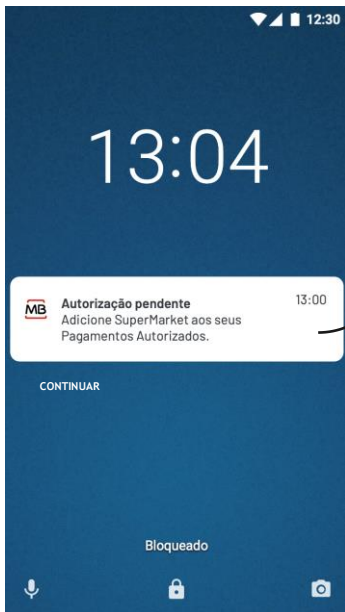 12:30
13:04
MB
Autorização pendente 13:00
Adicione SuperMarket aos seus
Pagamentos Autorizados.
CONTINUAR
Bloqueado